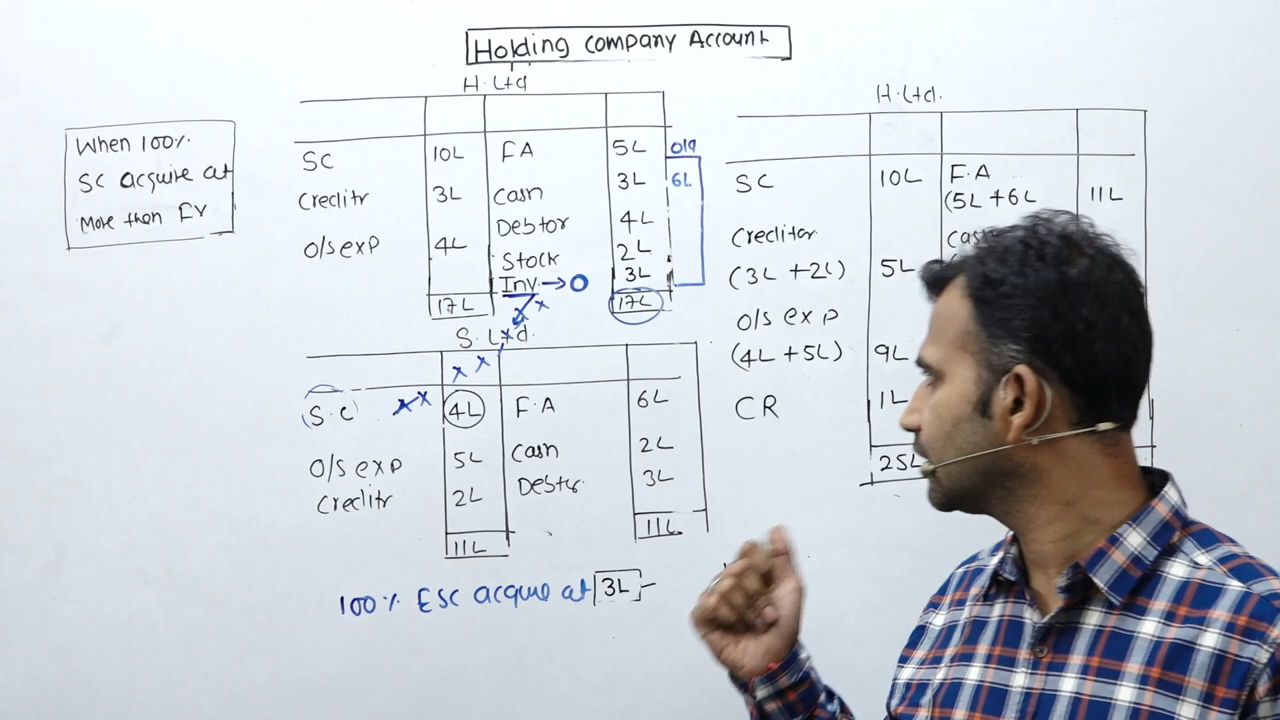 Holding Company Account
When 100%
SC acquire at
More then FV
H. Ltd
SC 10L FA 5L
Creditr 3L Cash 3L 6L
Debtor 4L
O/s exp 4L Stock 2L
Inv. → 0 3L
17L 17L
S. Ltd.
x x
(S.C) x x 4L F.A 6L
O/s exp 5L Cash 2L
Creditr 2L Debtr. 3L
11L 11L
100% ESC acquire at 3L
H. Ltd.
SC 10L F.A
(5L + 6L 11L
Creditor
(3L + 2L) 5L
O/s exp
(4L + 5L) 9L
CR 1L
25L